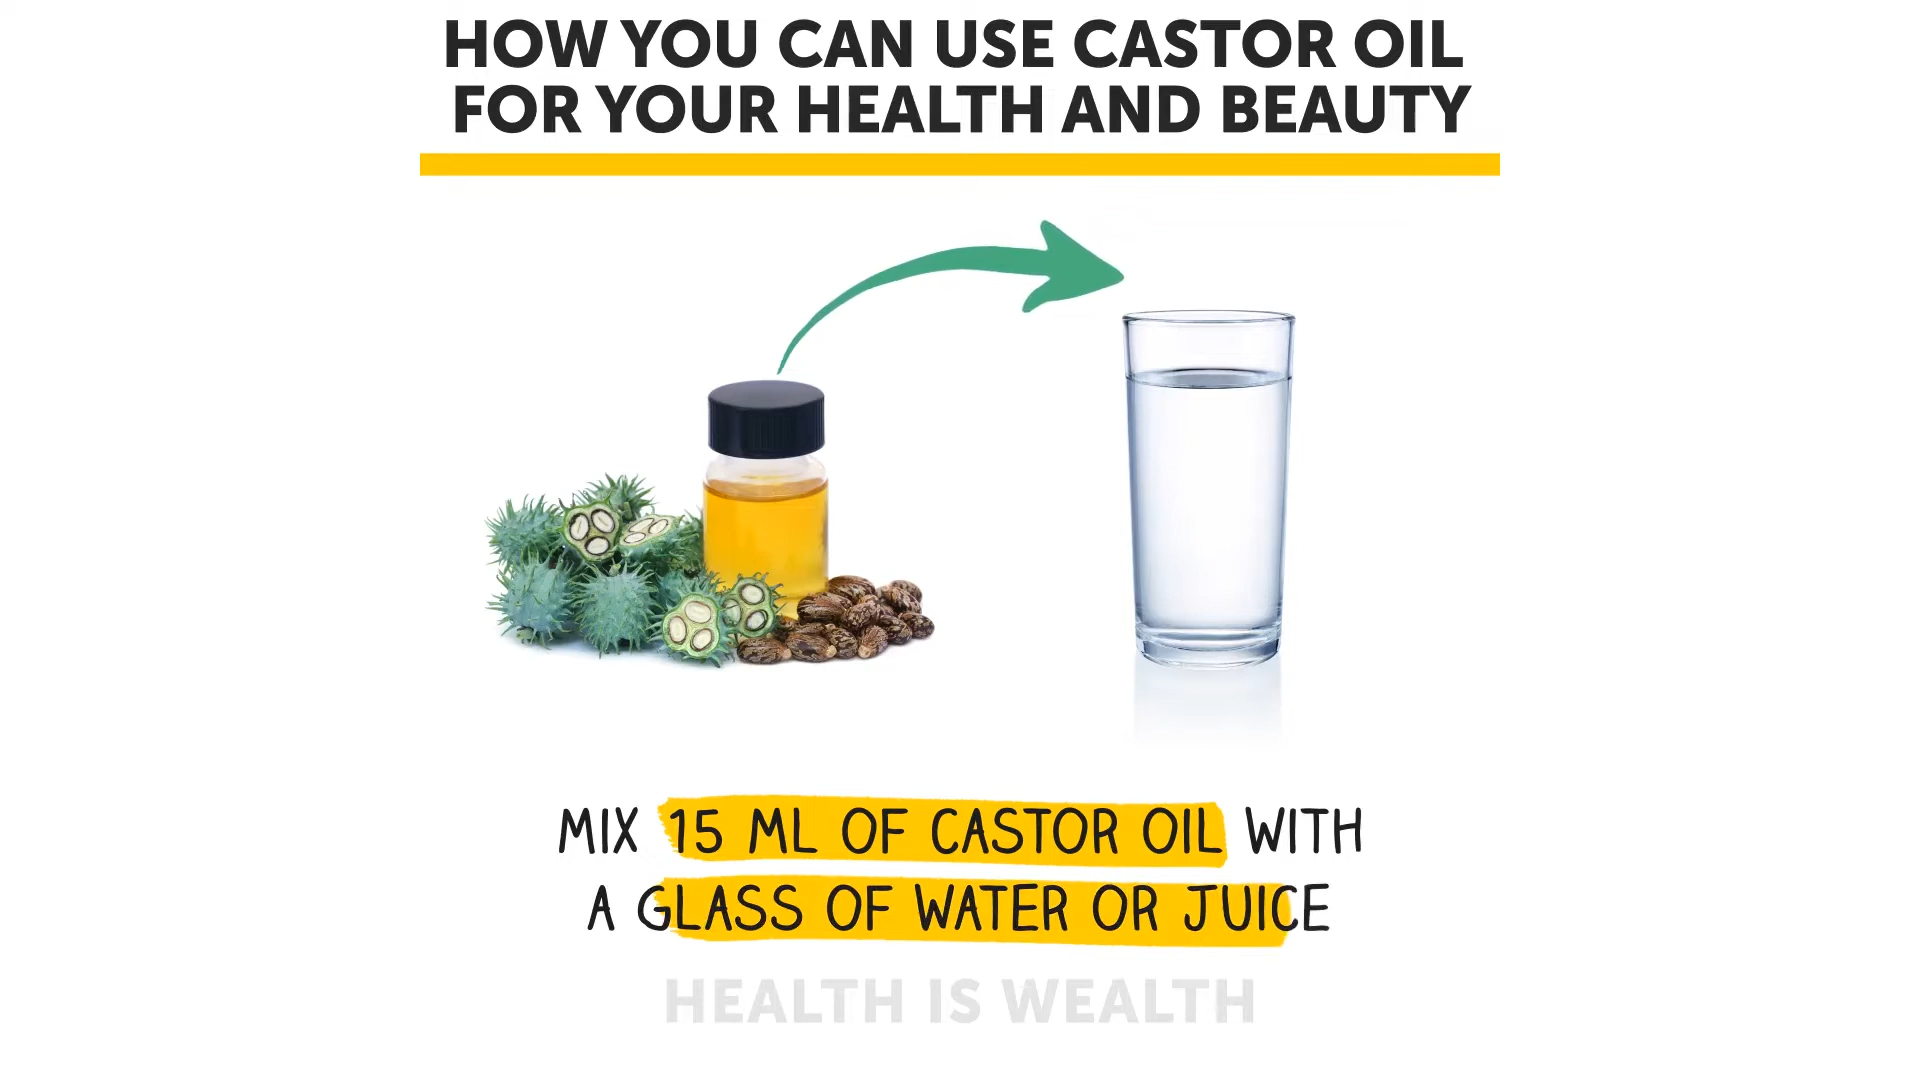 HOW YOU CAN USE CASTOR OIL
FOR YOUR HEALTH AND BEAUTY
MIX 15 ML OF CASTOR OIL WITH
A GLASS OF WATER OR JUICE
HEALTH IS WEALTH